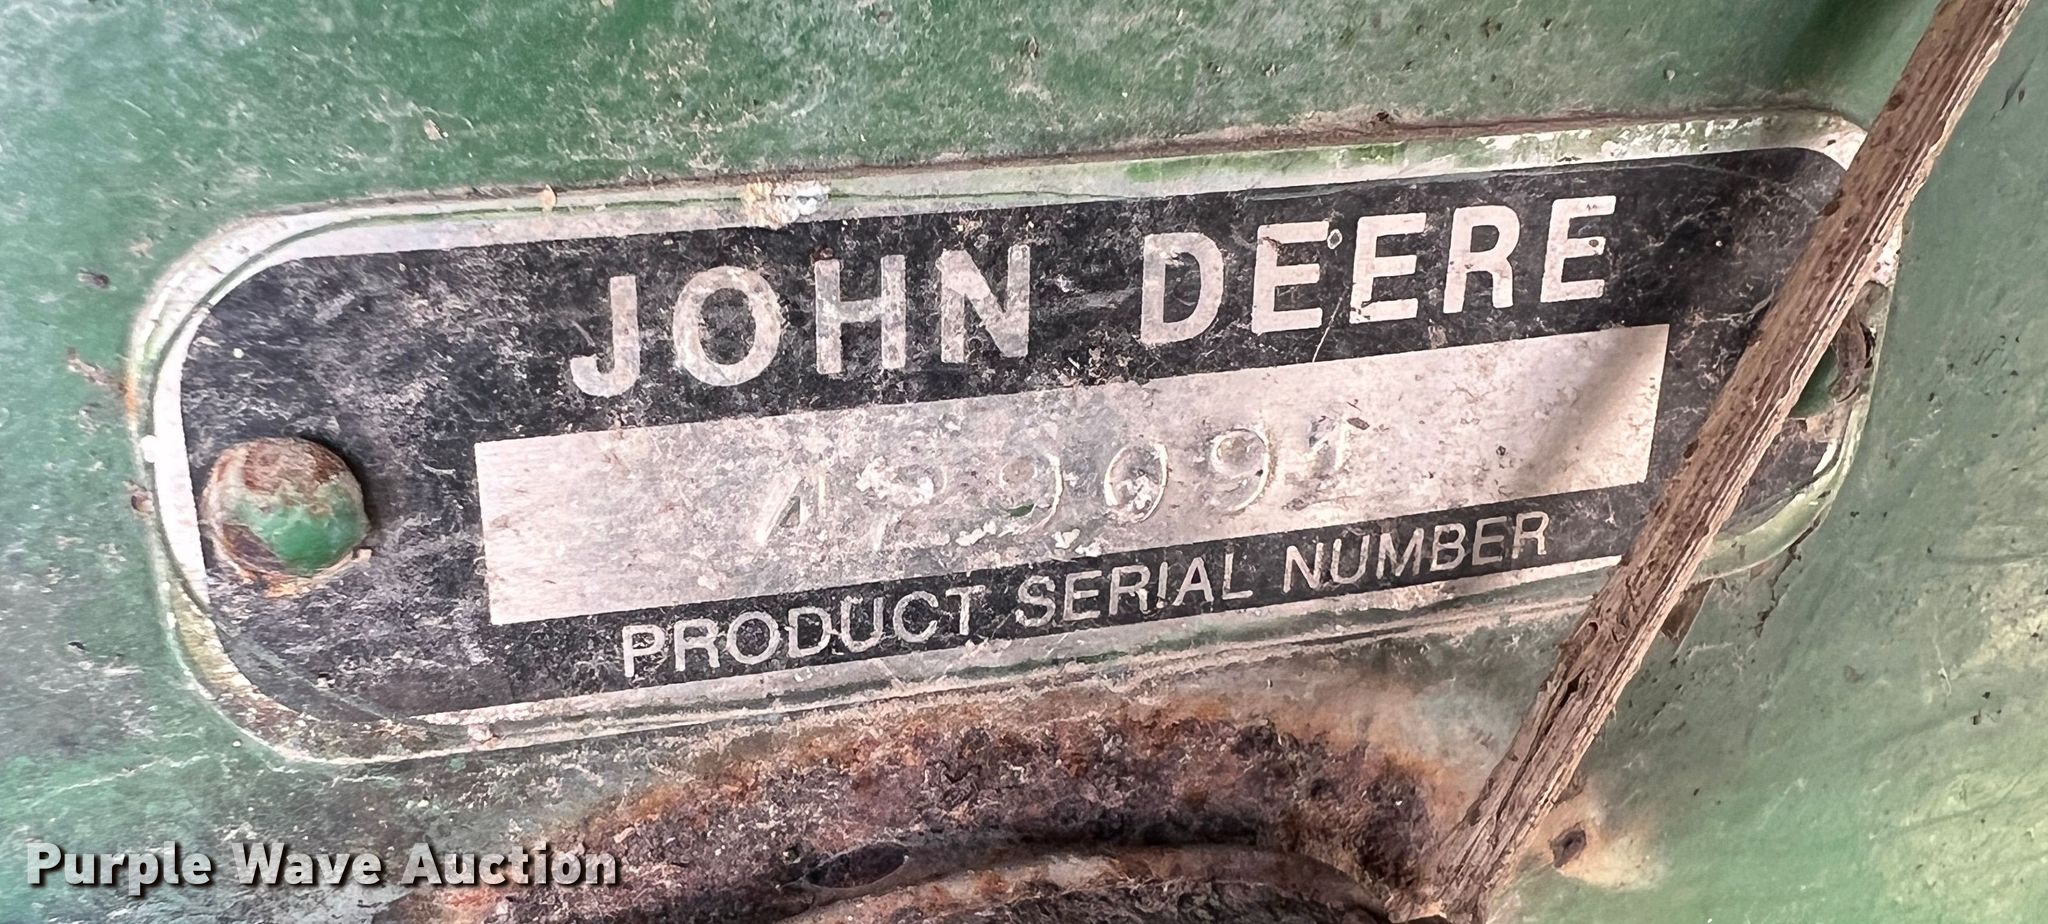 JOHN DEERE
PRODUCT SERIAL NUMBER
Purple Wave Auction